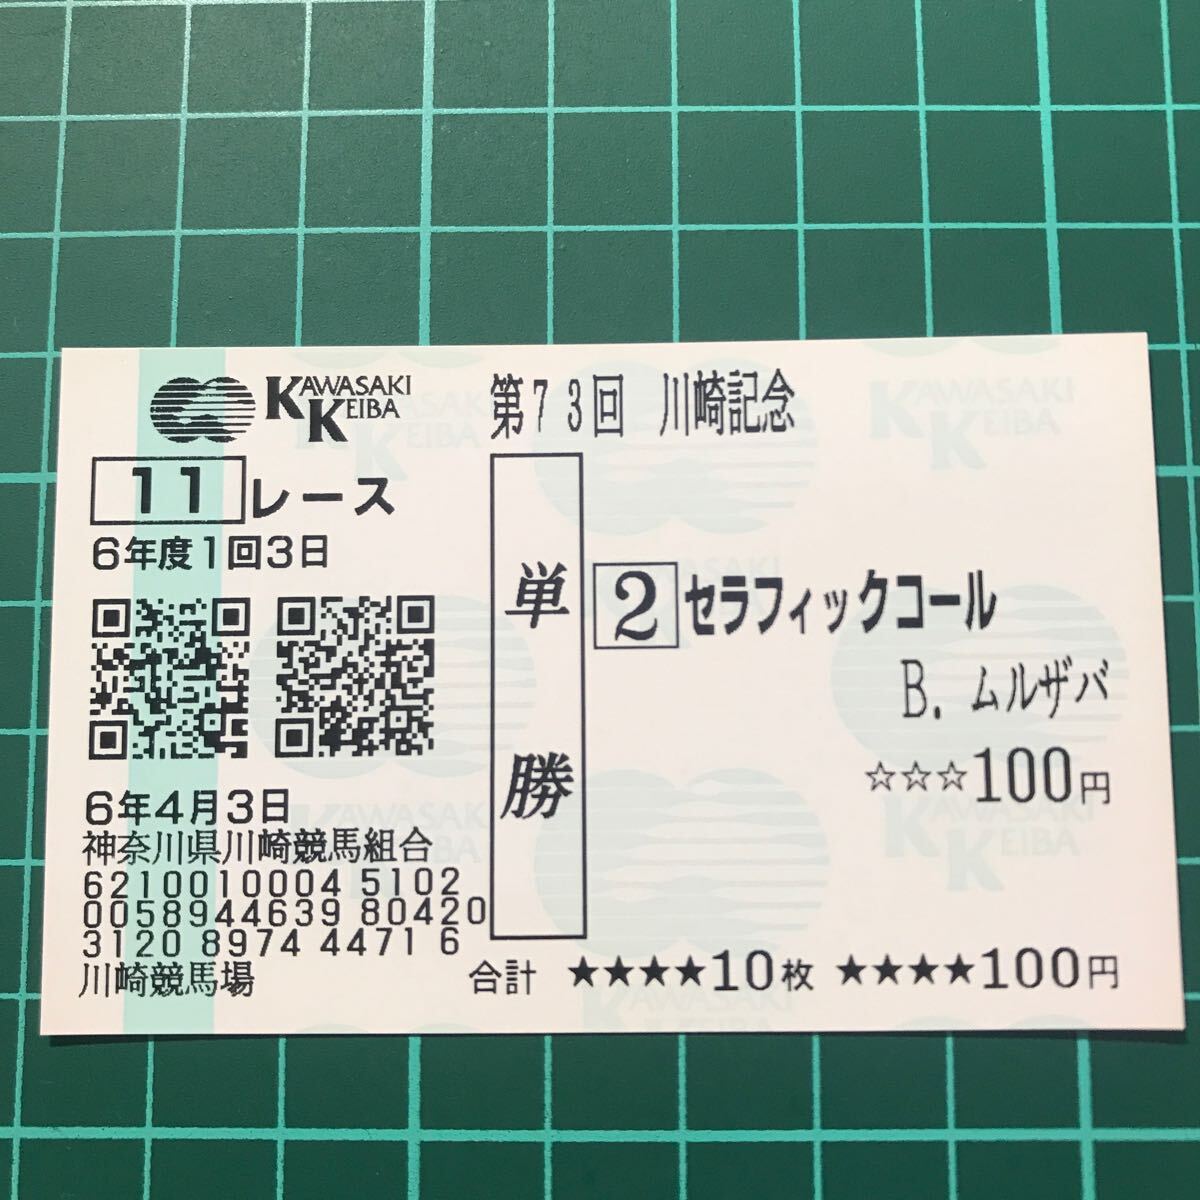 KAWASAKI
KEIBA
第73回 川崎記念
11レース
6年度1回3日
単勝
2 セラフィックコール
B. ムルザバ
☆☆☆100円
6年4月3日
神奈川県川崎競馬組合
6210010004 5102
0058944639 80420
3120 8974 4471 6
川崎競馬場
合計 ★★★★10枚 ★★★★100円